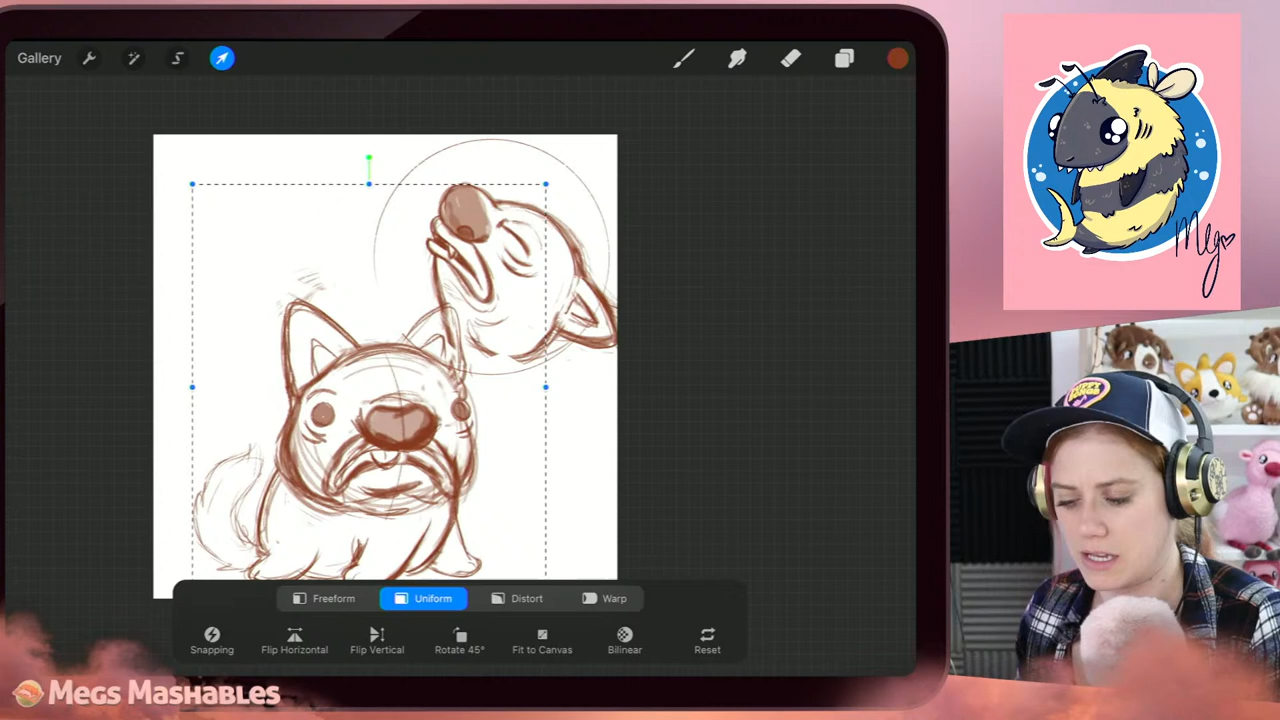 Gallery
Freeform
Uniform
Distort
Warp
Snapping
Flip Horizontal
Flip Vertical
Rotate 45°
Fit to Canvas
Bilinear
Reset
Meg
Megs Mashables